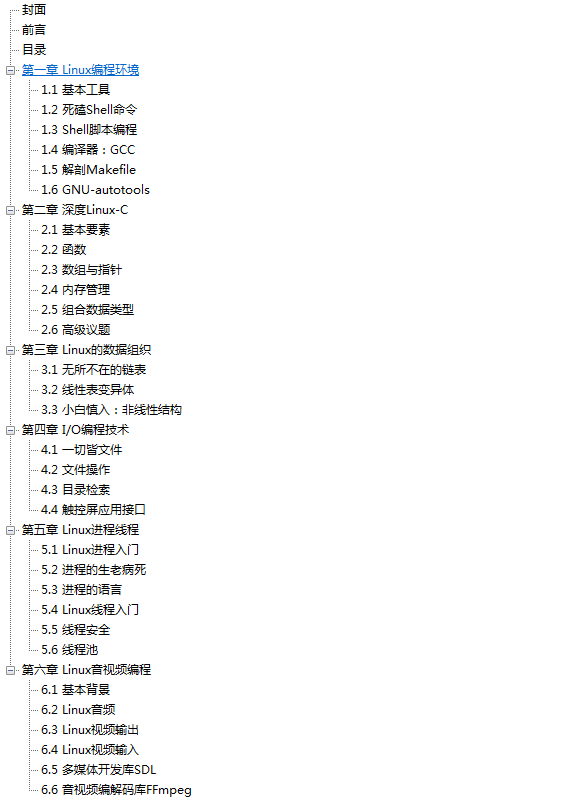 封面
前言
目录
第一章 Linux编程环境
1.1 基本工具
1.2 死磕Shell命令
1.3 Shell脚本编程
1.4 编译器：GCC
1.5 解剖Makefile
1.6 GNU-autotools
第二章 深度Linux-C
2.1 基本要素
2.2 函数
2.3 数组与指针
2.4 内存管理
2.5 组合数据类型
2.6 高级议题
第三章 Linux的数据组织
3.1 无所不在的链表
3.2 线性表变异体
3.3 小白慎入：非线性结构
第四章 I/O编程技术
4.1 一切皆文件
4.2 文件操作
4.3 目录检索
4.4 触控屏应用接口
第五章 Linux进程线程
5.1 Linux进程入门
5.2 进程的生老病死
5.3 进程的语言
5.4 Linux线程入门
5.5 线程安全
5.6 线程池
第六章 Linux音视频编程
6.1 基本背景
6.2 Linux音频
6.3 Linux视频输出
6.4 Linux视频输入
6.5 多媒体开发库SDL
6.6 音视频编解码库FFmpeg